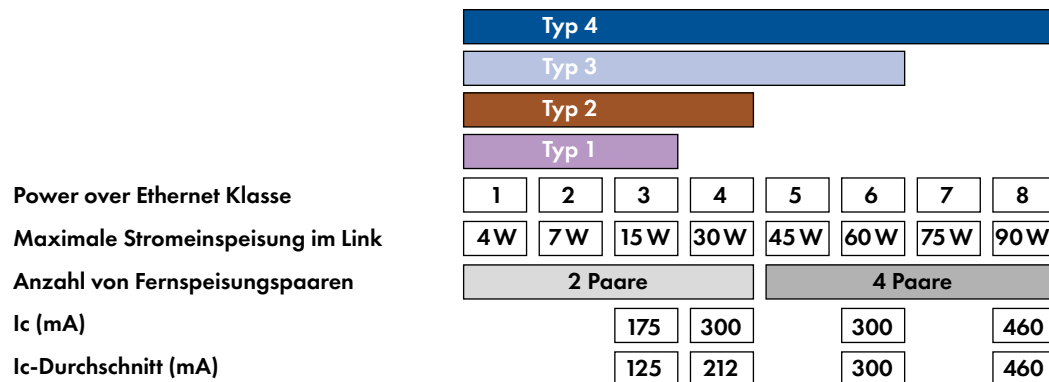 Typ 4
Typ 3
Typ 2
Typ 1
Power over Ethernet Klasse 1 2 3 4 5 6 7 8
Maximale Stromeinspeisung im Link 4 W 7 W 15 W 30 W 45 W 60 W 75 W 90 W
Anzahl von Fernspeisungspaaren 2 Paare 4 Paare
Ic (mA) 175 300 300 460
Ic-Durchschnitt (mA) 125 212 300 460